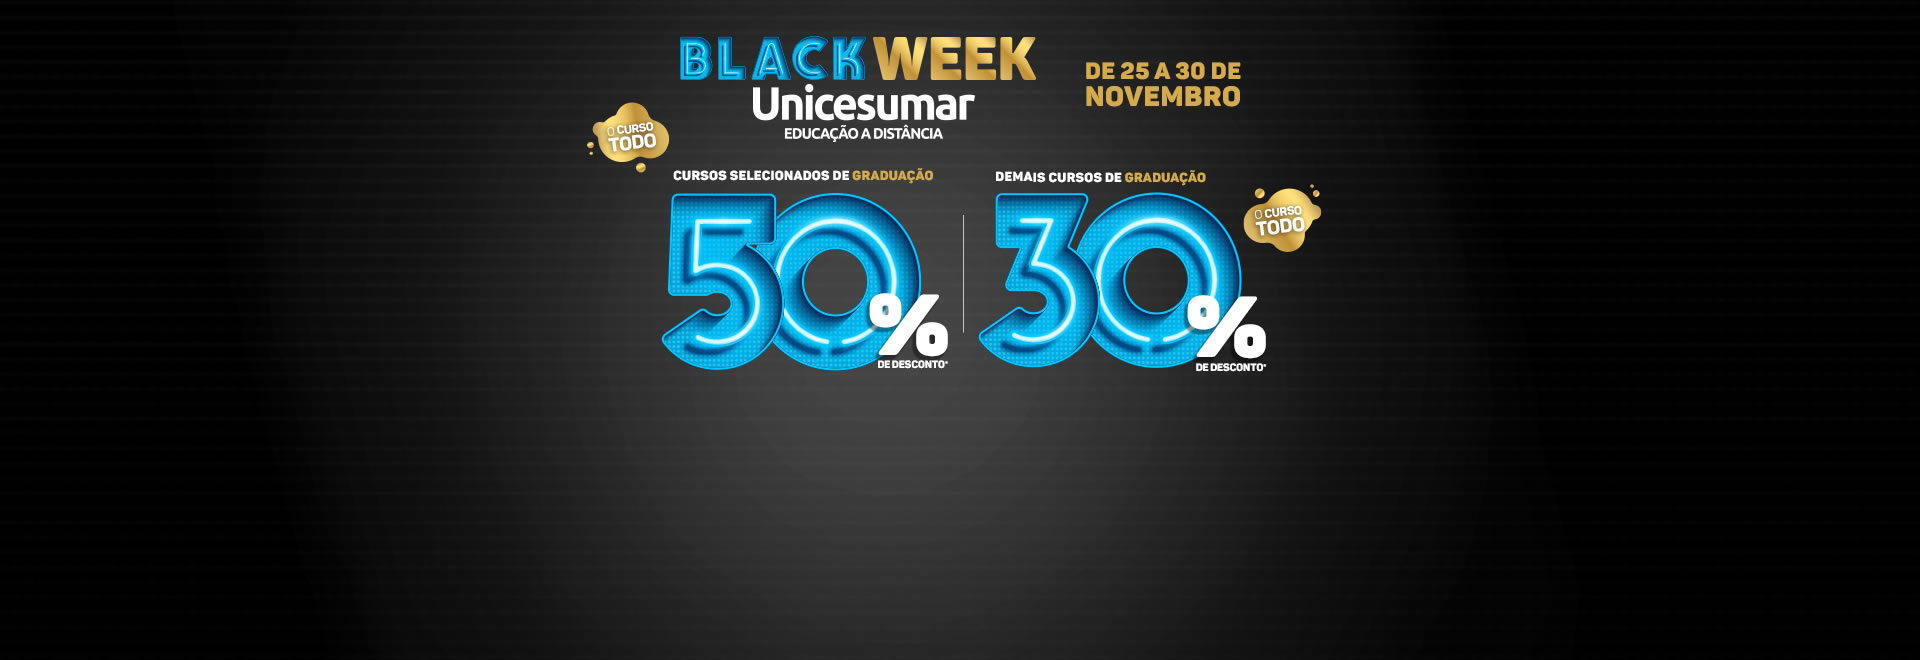 BLACK WEEK
Unicesumar
EDUCAÇÃO A DISTÂNCIA
DE 25 A 30 DE
NOVEMBRO
O CURSO
TODO
CURSOS SELECIONADOS DE GRADUAÇÃO
50%
DE DESCONTO*
DEMAIS CURSOS DE GRADUAÇÃO
30%
DE DESCONTO*
O CURSO
TODO